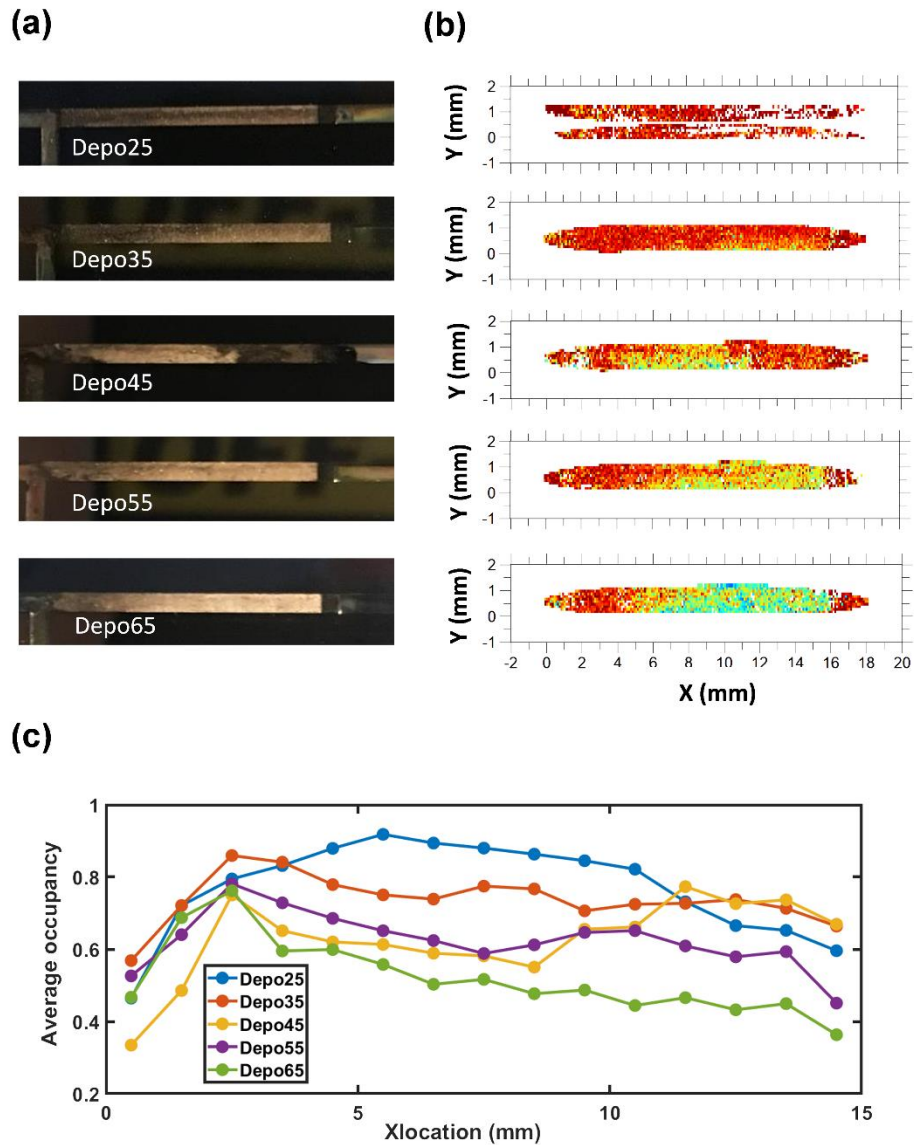 (a)
(b)
Depo25
Depo35
Depo45
Depo55
Depo65
Y (mm)
2
1
0
-1
Y (mm)
2
1
0
-1
Y (mm)
2
1
0
-1
Y (mm)
2
1
0
-1
Y (mm)
2
1
0
-1
-2 0 2 4 6 8 10 12 14 16 18 20
X (mm)
(c)
Average occupancy
1
0.8
0.6
0.4
0.2
Depo25
Depo35
Depo45
Depo55
Depo65
0 5 10 15
Xlocation (mm)